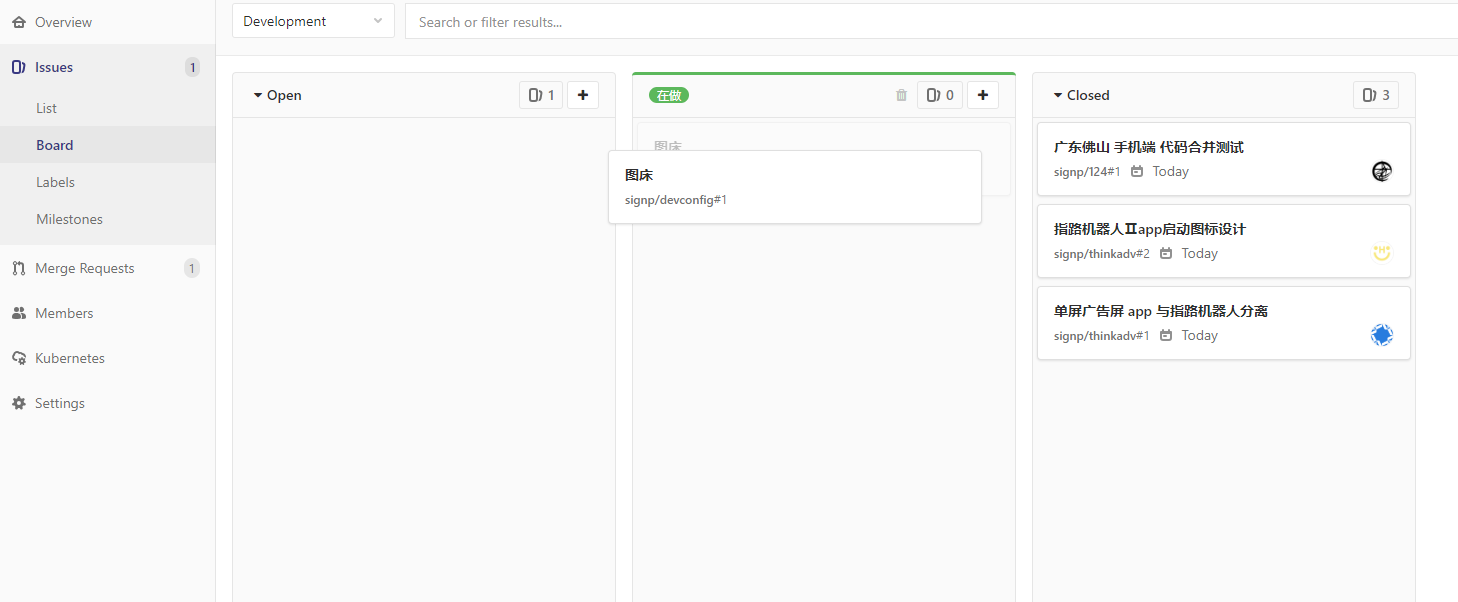 Overview
Issues 1
List
Board
Labels
Milestones
Merge Requests 1
Members
Kubernetes
Settings
Development
Search or filter results...
Open 1
在做 0
图床
图床
signp/devconfig#1
Closed 3
广东佛山 手机端 代码合并测试
signp/124#1 Today
指路机器人Ⅱapp启动图标设计
signp/thinkadv#2 Today
单屏广告屏 app 与指路机器人分离
signp/thinkadv#1 Today